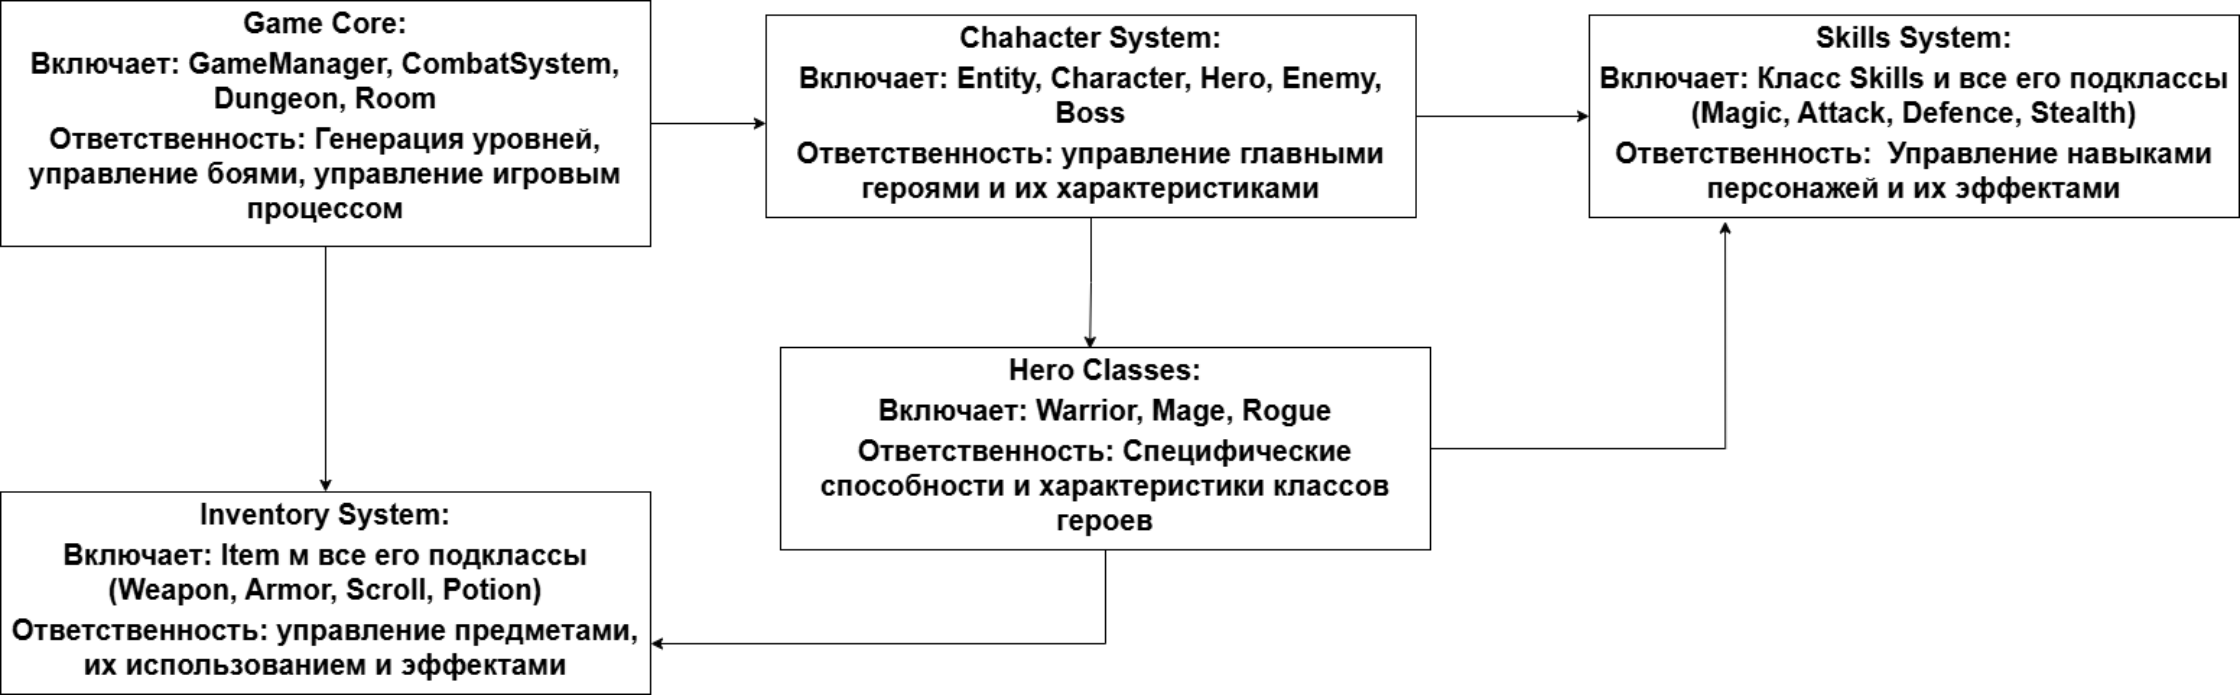 Game Core:
Включает: GameManager, CombatSystem,
Dungeon, Room
Ответственность: Генерация уровней,
управление боями, управление игровым
процессом
Chahacter System:
Включает: Entity, Character, Hero, Enemy,
Boss
Ответственность: управление главными
героями и их характеристиками
Skills System:
Включает: Класс Skills и все его подклассы
(Magic, Attack, Defence, Stealth)
Ответственность:  Управление навыками
персонажей и их эффектами
Hero Classes:
Включает: Warrior, Mage, Rogue
Ответственность: Специфические
способности и характеристики классов
героев
Inventory System:
Включает: Item м все его подклассы
(Weapon, Armor, Scroll, Potion)
Ответственность: управление предметами,
их использованием и эффектами